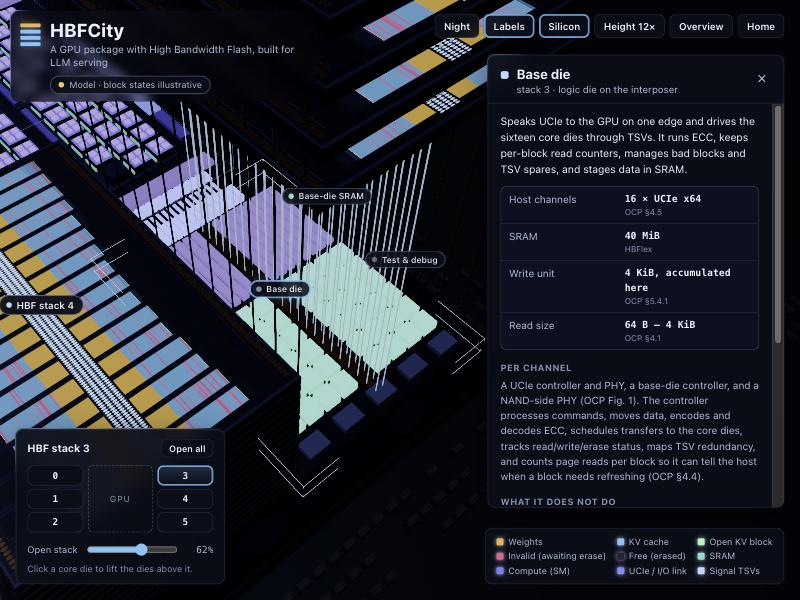 HBFCity
A GPU package with High Bandwidth Flash, built for
LLM serving
Model · block states illustrative
Night
Labels
Silicon
Height 12×
Overview
Home
Base die
stack 3 · logic die on the interposer
×
Speaks UCIe to the GPU on one edge and drives the
sixteen core dies through TSVs. It runs ECC, keeps
per-block read counters, manages bad blocks and
TSV spares, and stages data in SRAM.
Host channels
16 × UCIe x64
OCP §4.5
SRAM
40 MiB
HBFlex
Write unit
4 KiB, accumulated
here
OCP §5.4.1
Read size
64 B – 4 KiB
OCP §4.1
PER CHANNEL
A UCIe controller and PHY, a base-die controller, and a
NAND-side PHY (OCP Fig. 1). The controller
processes commands, moves data, encodes and
decodes ECC, schedules transfers to the core dies,
tracks read/write/erase status, maps TSV redundancy,
and counts page reads per block so it can tell the host
when a block needs refreshing (OCP §4.4).
WHAT IT DOES NOT DO
Base-die SRAM
Test & debug
Base die
HBF stack 4
HBF stack 3
Open all
0
1
2
GPU
3
4
5
Open stack
62%
Click a core die to lift the dies above it.
Weights
KV cache
Open KV block
Invalid (awaiting erase)
Free (erased)
SRAM
Compute (SM)
UCIe / I/O link
Signal TSVs